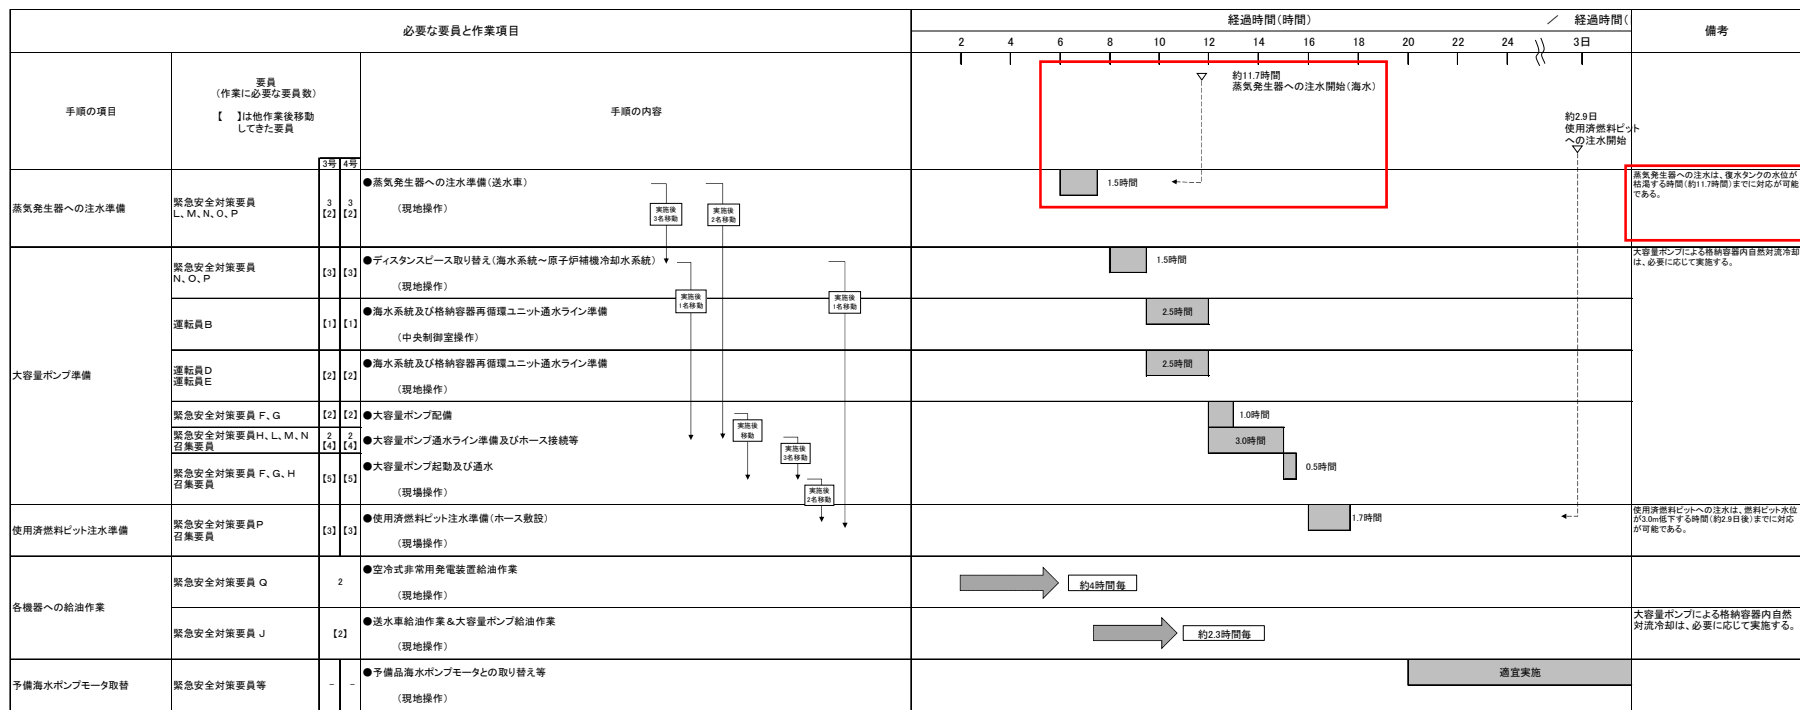 必要な要員と作業項目
経過時間(時間)
／ 経過時間(
備考
2 4 6 8 10 12 14 16 18 20 22 24 3日
手順の項目
要員
(作業に必要な要員数)
【 】は他作業後移動
してきた要員
3号 4号
手順の内容
約11.7時間
蒸気発生器への注水開始(海水)
約2.9日
使用済燃料ピット
への注水開始
蒸気発生器への注水準備
緊急安全対策要員
L、M、N、O、P
3 3
【2】 【2】
●蒸気発生器への注水準備(送水車)
(現地操作)
実施後
3名移動
実施後
2名移動
1.5時間
蒸気発生器への注水は、復水タンクの水位が
枯渇する時間(約11.7時間)までに対応が可能
である。
大容量ポンプ準備
緊急安全対策要員
N、O、P
【3】 【3】
●ディスタンスピース取り替え(海水系統～原子炉補機冷却水系統)
(現地操作)
実施後
1名移動
実施後
1名移動
1.5時間
大容量ポンプによる格納容器内自然対流冷却
は、必要に応じて実施する。
運転員B
【1】 【1】
●海水系統及び格納容器再循環ユニット通水ライン準備
(中央制御室操作)
2.5時間
運転員D
運転員E
【2】 【2】
●海水系統及び格納容器再循環ユニット通水ライン準備
(現地操作)
2.5時間
緊急安全対策要員 F、G
【2】 【2】
●大容量ポンプ配備
1.0時間
緊急安全対策要員H、L、M、N
召集要員
2 2
【4】 【4】
●大容量ポンプ通水ライン準備及びホース接続等
実施後
移動
実施後
3名移動
3.0時間
緊急安全対策要員 F、G、H
召集要員
【5】 【5】
●大容量ポンプ起動及び通水
(現場操作)
実施後
2名移動
0.5時間
使用済燃料ピット注水準備
緊急安全対策要員P
召集要員
【3】 【3】
●使用済燃料ピット注水準備(ホース敷設)
(現場操作)
1.7時間
使用済燃料ピットへの注水は、燃料ピット水位
が3.0m低下する時間(約2.9日後)までに対応
が可能である。
各機器への給油作業
緊急安全対策要員 Q
2
●空冷式非常用発電装置給油作業
(現地操作)
約4時間毎
緊急安全対策要員 J
【2】
●送水車給油作業＆大容量ポンプ給油作業
(現地操作)
約2.3時間毎
大容量ポンプによる格納容器内自然
対流冷却は、必要に応じて実施する。
予備海水ポンプモータ取替
緊急安全対策要員等
- -
●予備品海水ポンプモータとの取り替え等
(現地操作)
適宜実施